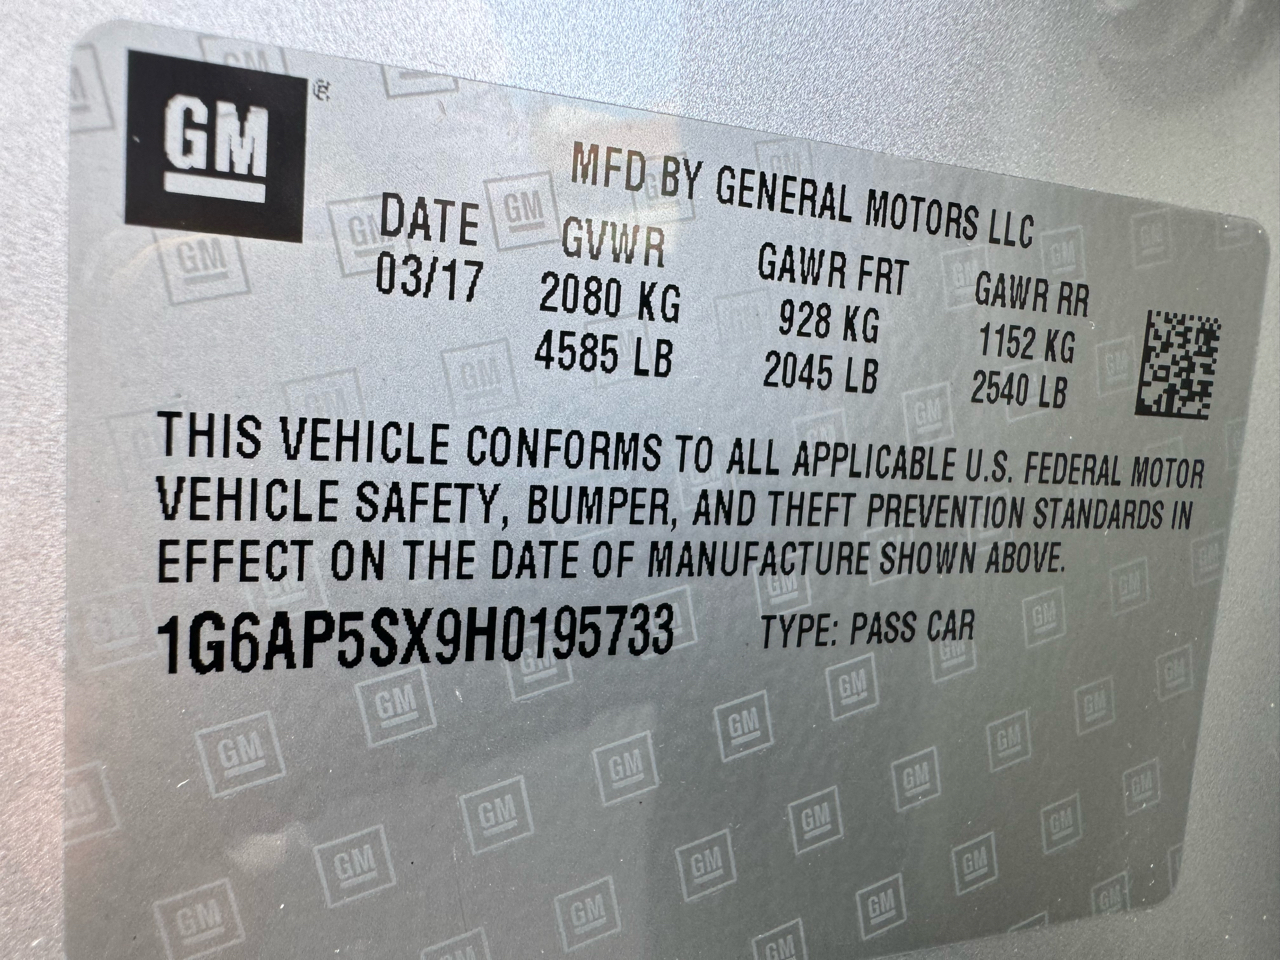 GM
MFD BY GENERAL MOTORS LLC
DATE GVWR GAWR FRT GAWR RR
03/17 2080 KG 928 KG 1152 KG
4585 LB 2045 LB 2540 LB
THIS VEHICLE CONFORMS TO ALL APPLICABLE U.S. FEDERAL MOTOR
VEHICLE SAFETY, BUMPER, AND THEFT PREVENTION STANDARDS IN
EFFECT ON THE DATE OF MANUFACTURE SHOWN ABOVE.
1G6AP5SX9H0195733 TYPE: PASS CAR